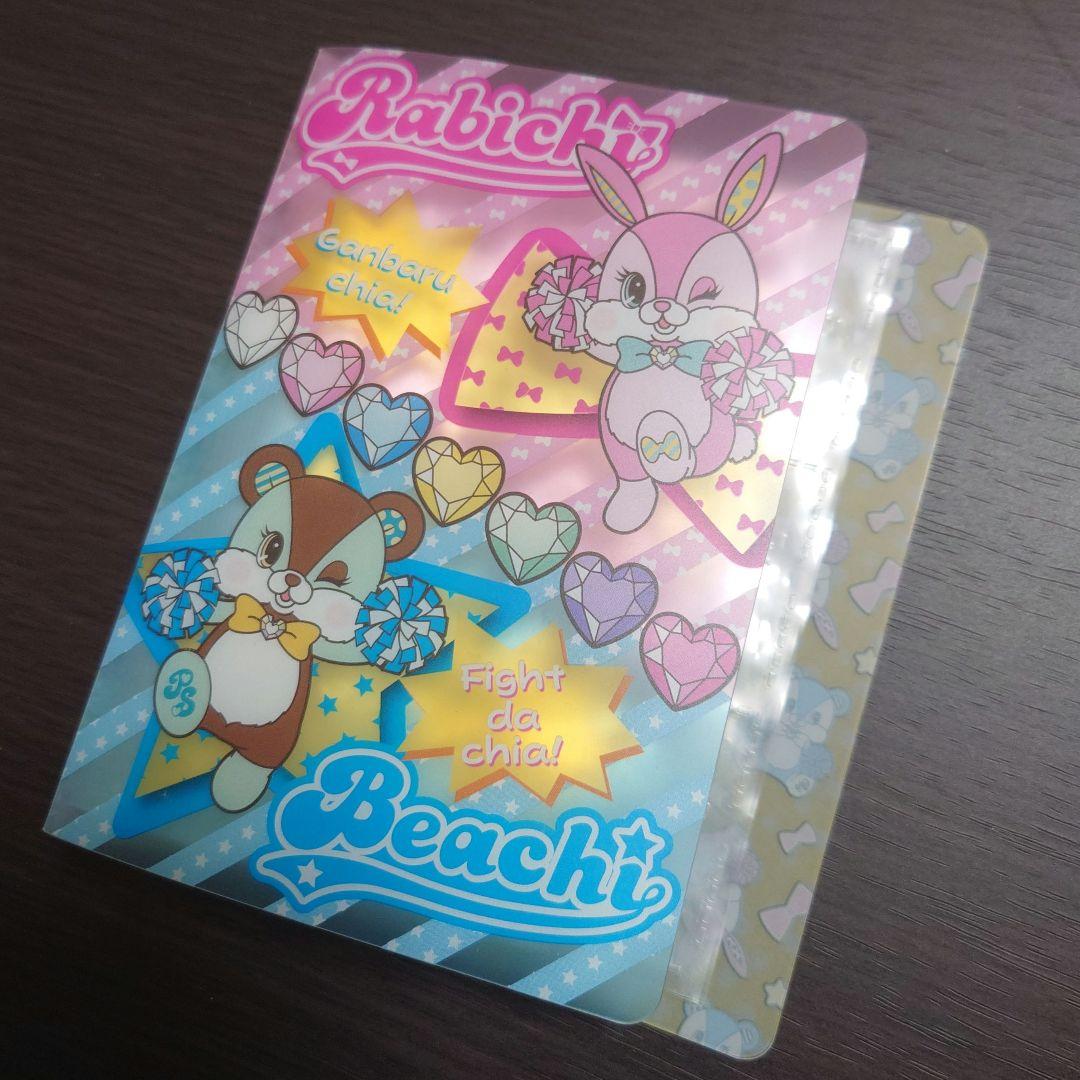 Rabichi
Ganbaru
chia!
PS
Fight
da
chia!
Beachi